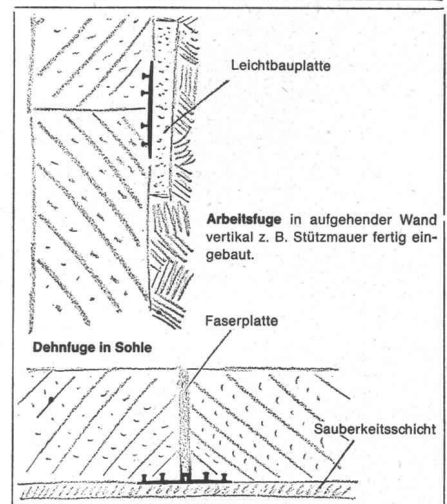 Leichtbauplatte
Arbeitsfuge in aufgehender Wand
vertikal z. B. Stützmauer fertig ein-
gebaut.
Faserplatte
Dehnfuge in Sohle
Sauberkeitsschicht